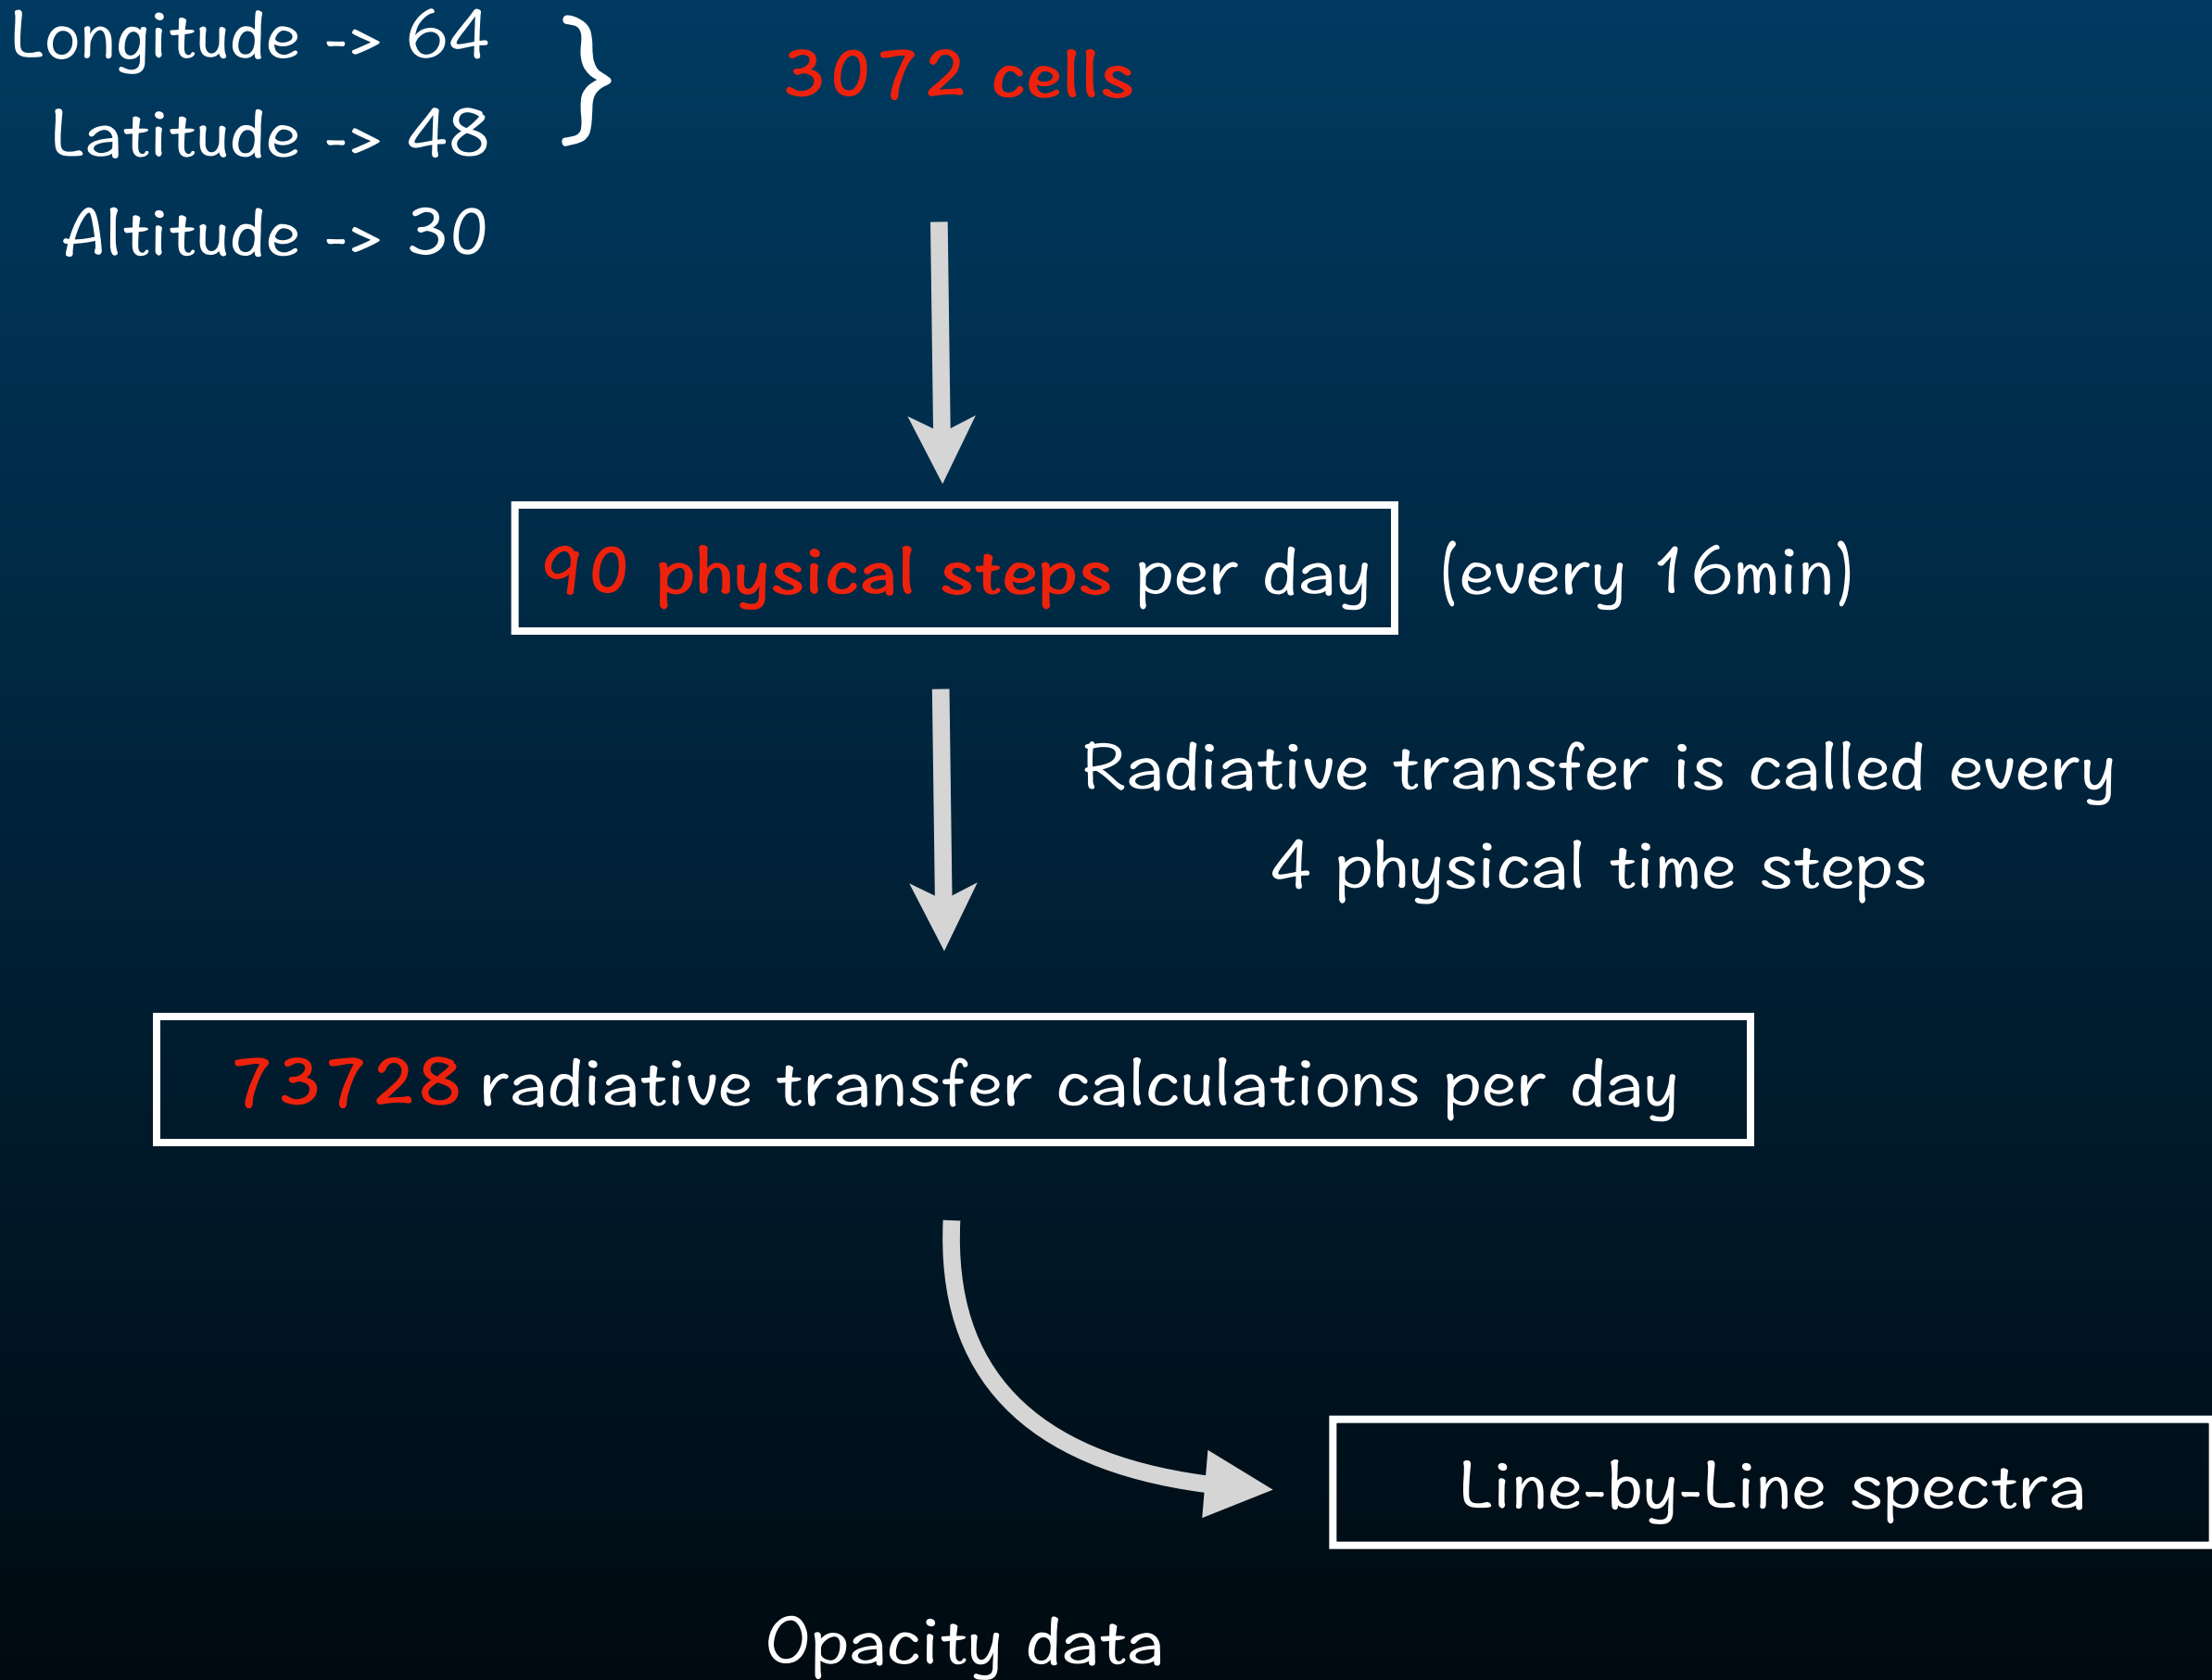 Longitude -> 64
Latitude -> 48
Altitude -> 30
}
3072 cells
90 physical steps per day (every 16min)
Radiative transfer is called every
4 physical time steps
73728 radiative transfer calculations per day
Line-by-Line spectra
Opacity data